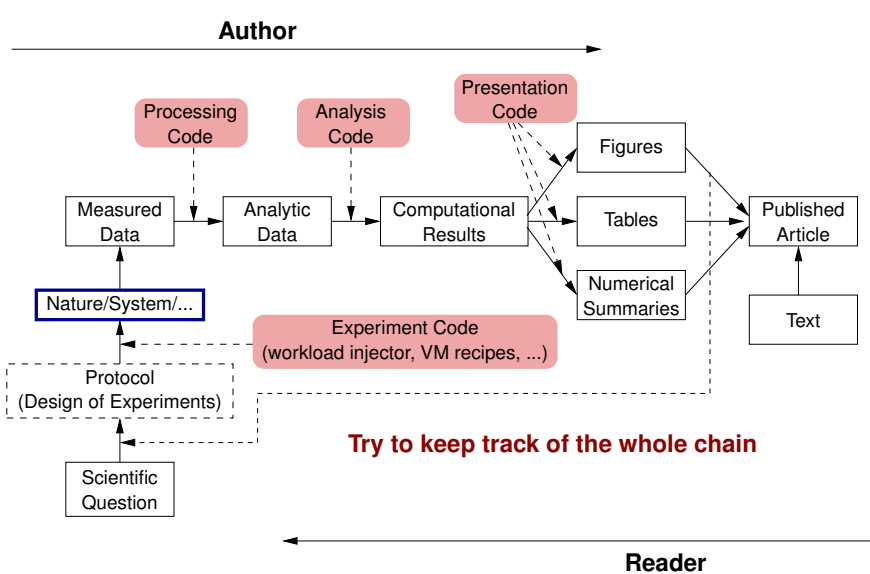 Author
Presentation
Code
Processing
Code
Analysis
Code
Figures
Measured
Data
Analytic
Data
Computational
Results
Tables
Published
Article
Numerical
Summaries
Nature/System/...
Text
Experiment Code
(workload injector, VM recipes, ...)
Protocol
(Design of Experiments)
Try to keep track of the whole chain
Scientific
Question
Reader